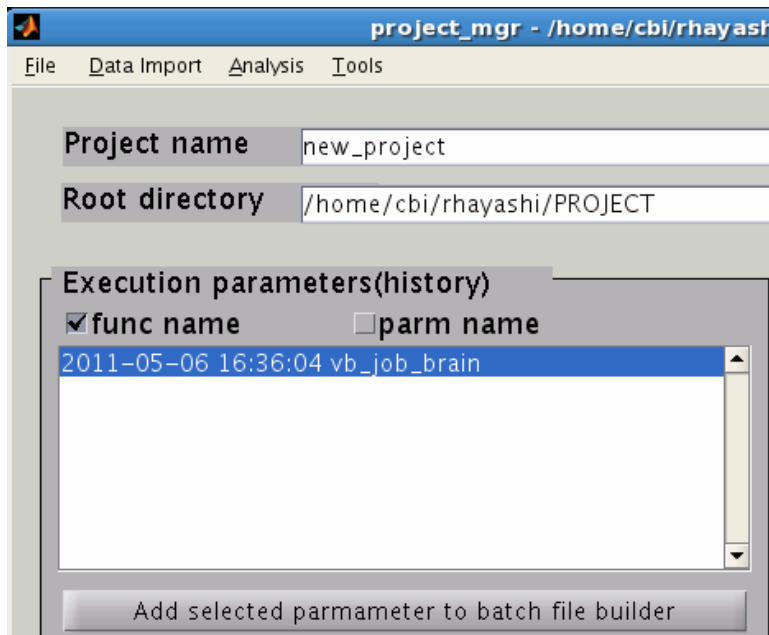 project_mgr - /home/cbi/rhayash
File Data Import Analysis Tools
Project name new_project
Root directory /home/cbi/rhayashi/PROJECT
Execution parameters(history)
func name parm name
2011-05-06 16:36:04 vb_job_brain
Add selected parmameter to batch file builder